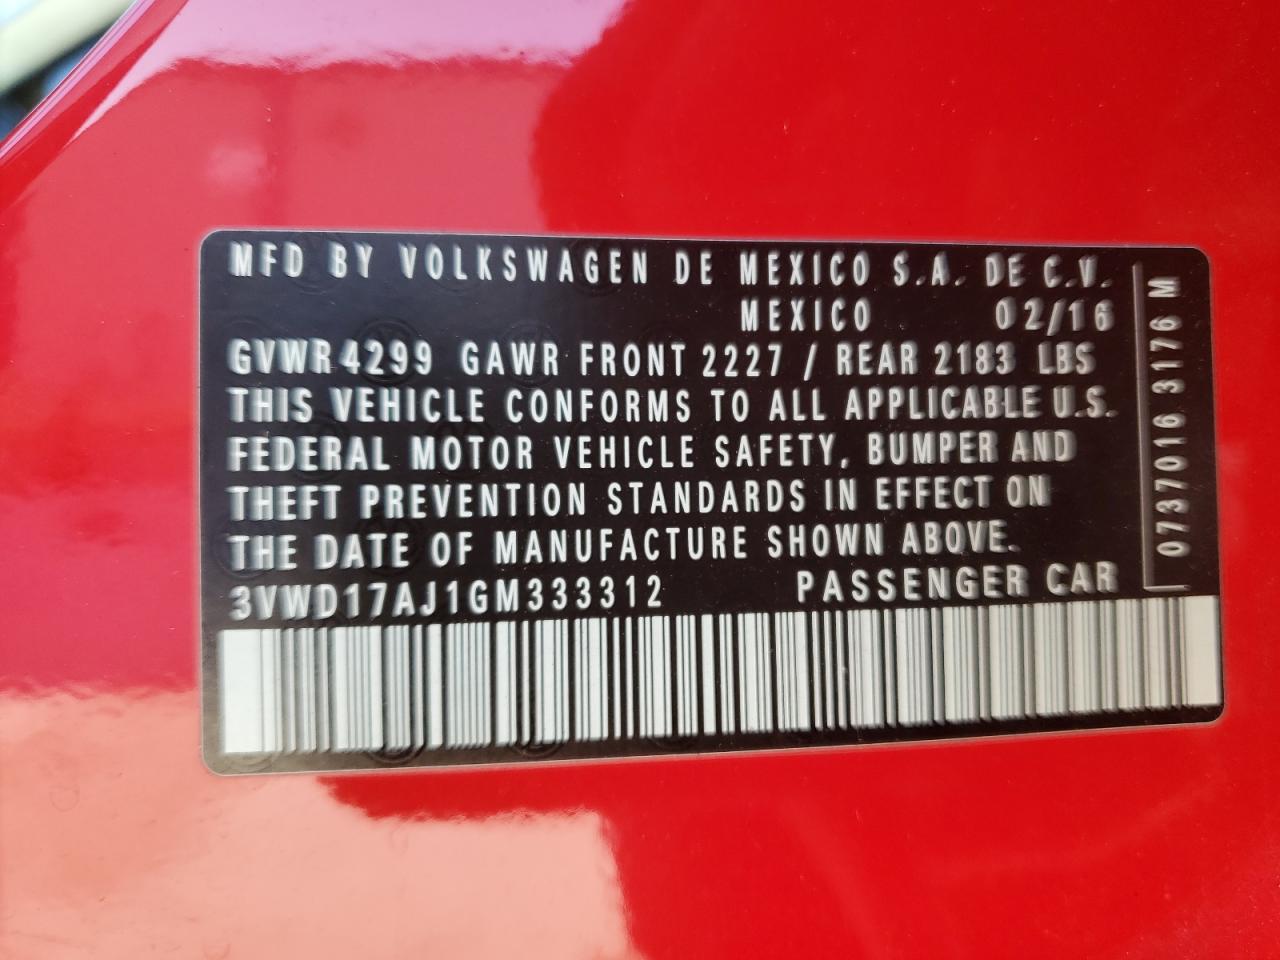 MFD BY VOLKSWAGEN DE MEXICO S.A. DE C.V.
MEXICO 02/16
GVWR 4299 GAWR FRONT 2227 / REAR 2183 LBS
THIS VEHICLE CONFORMS TO ALL APPLICABLE U.S.
FEDERAL MOTOR VEHICLE SAFETY, BUMPER AND
THEFT PREVENTION STANDARDS IN EFFECT ON
THE DATE OF MANUFACTURE SHOWN ABOVE.
3VWD17AJ1GM333312 PASSENGER CAR
0737016 3176 M